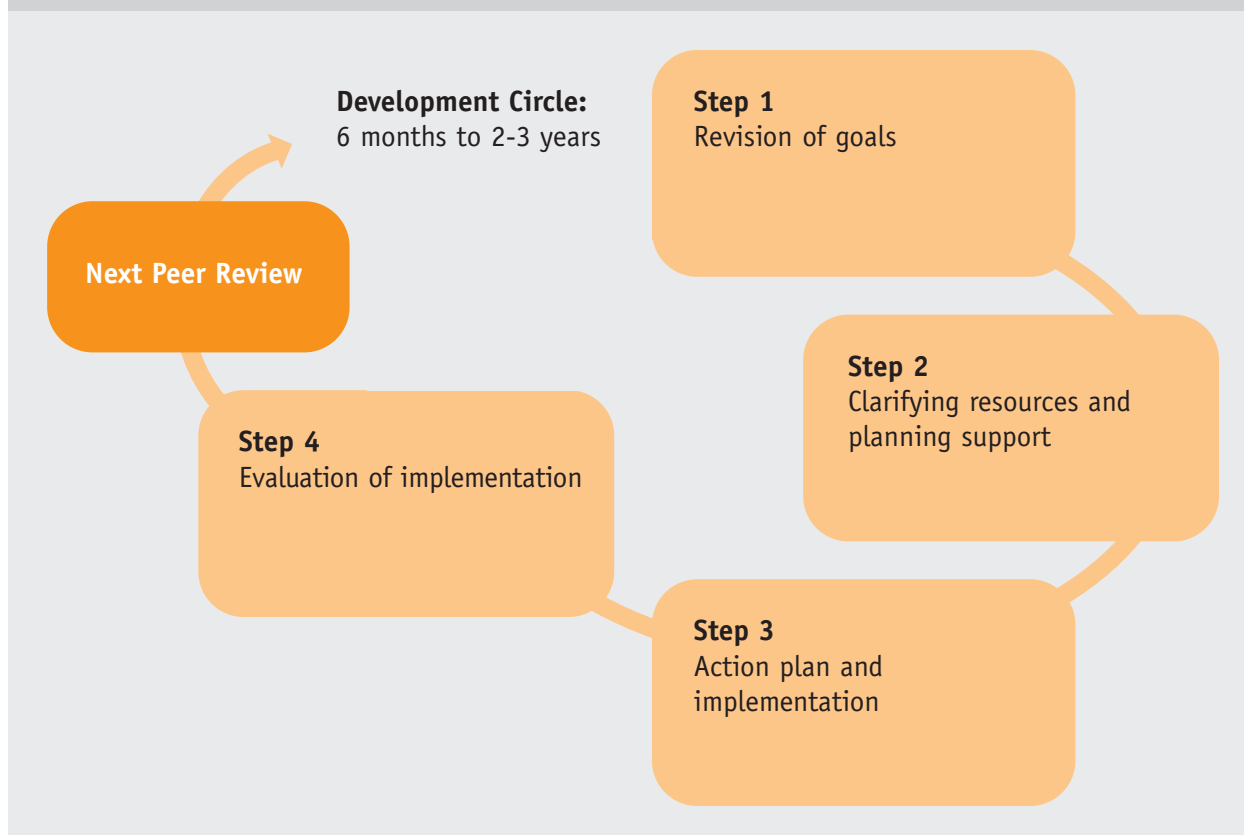 Development Circle:
6 months to 2-3 years
Step 1
Revision of goals
Step 2
Clarifying resources and
planning support
Step 3
Action plan and
implementation
Step 4
Evaluation of implementation
Next Peer Review